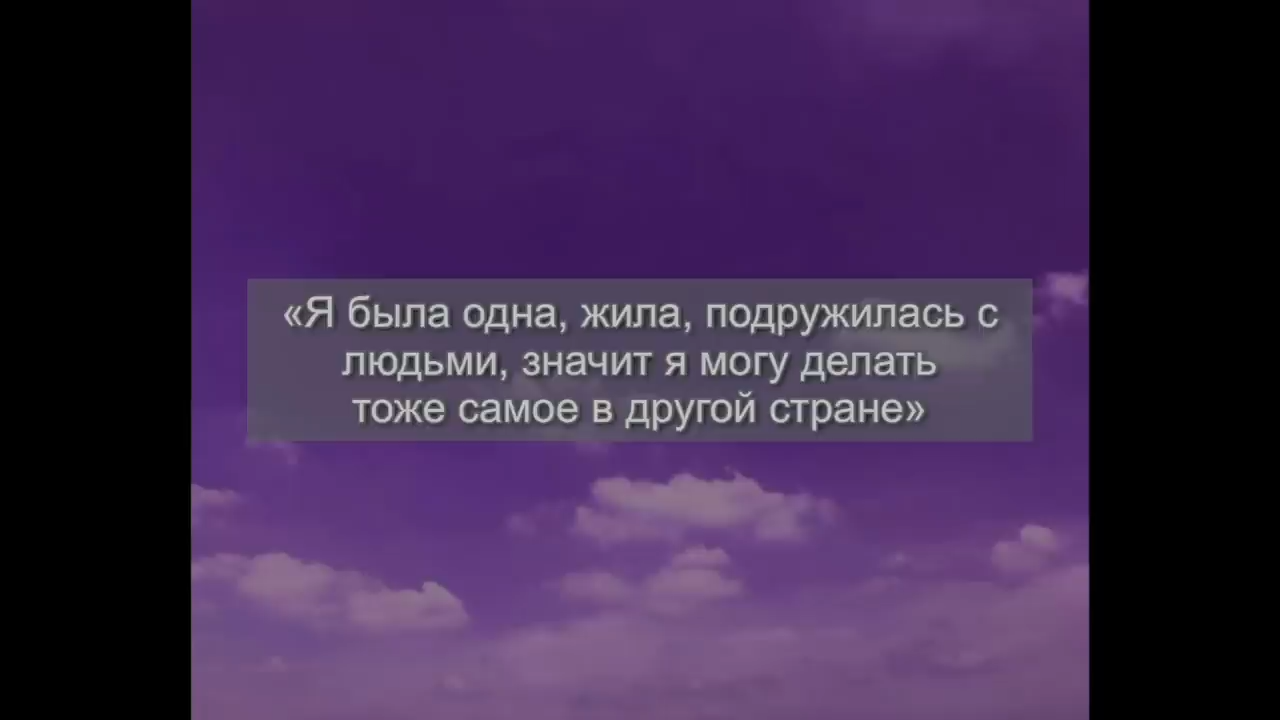 «Я была одна, жила, подружилась с
людьми, значит я могу делать
тоже самое в другой стране»